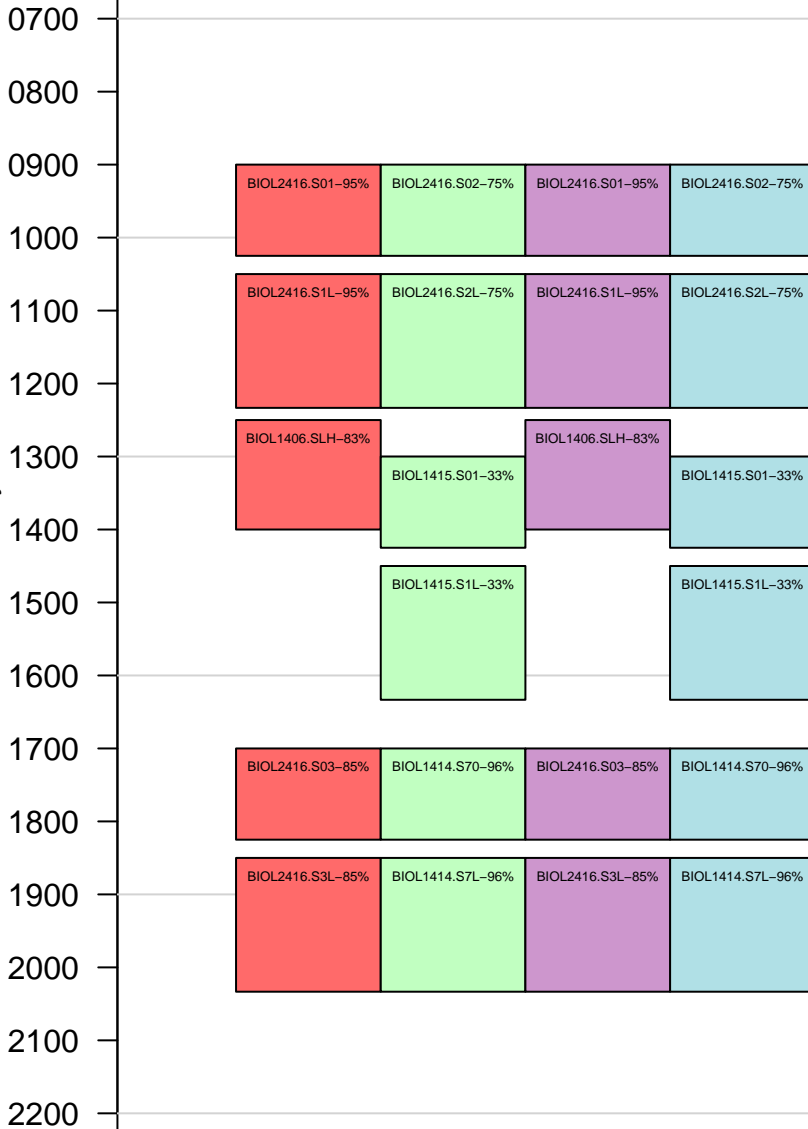 0700
0800
0900
BIOL2416.S01−95% BIOL2416.S02−75% BIOL2416.S01−95% BIOL2416.S02−75%
1000
BIOL2416.S1L−95% BIOL2416.S2L−75% BIOL2416.S1L−95% BIOL2416.S2L−75%
1100
1200
BIOL1406.SLH−83% BIOL1406.SLH−83%
1300
BIOL1415.S01−33% BIOL1415.S01−33%
1400
BIOL1415.S1L−33% BIOL1415.S1L−33%
1500
1600
1700
BIOL2416.S03−85% BIOL1414.S70−96% BIOL2416.S03−85% BIOL1414.S70−96%
1800
BIOL2416.S3L−85% BIOL1414.S7L−96% BIOL2416.S3L−85% BIOL1414.S7L−96%
1900
2000
2100
2200